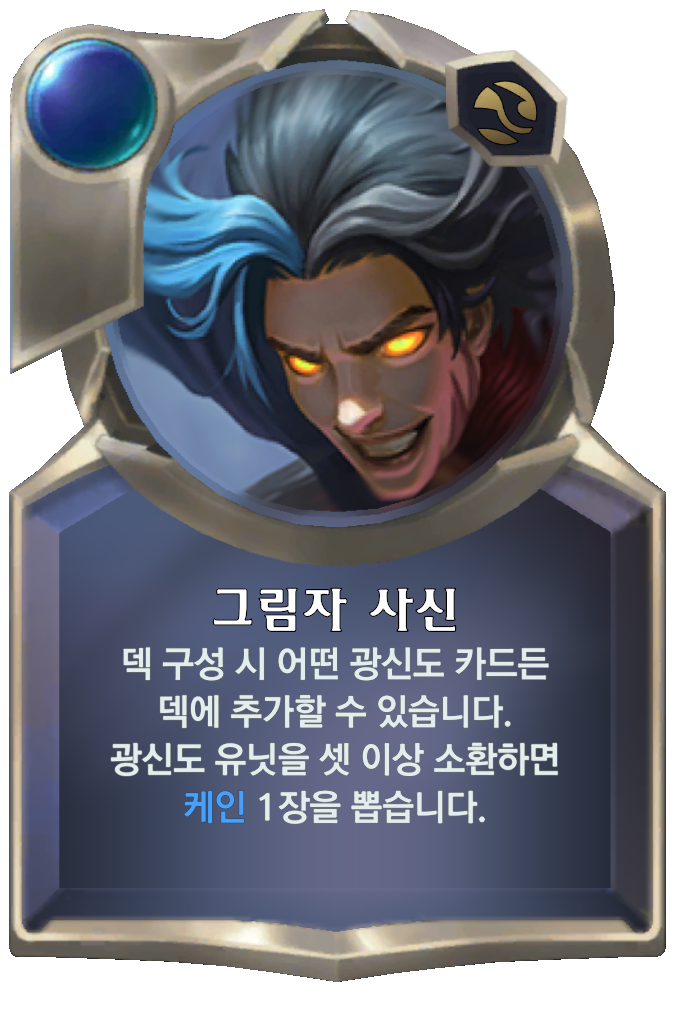 그림자 사신
덱 구성 시 어떤 광신도 카드든
덱에 추가할 수 있습니다.
광신도 유닛을 셋 이상 소환하면
케인 1장을 뽑습니다.